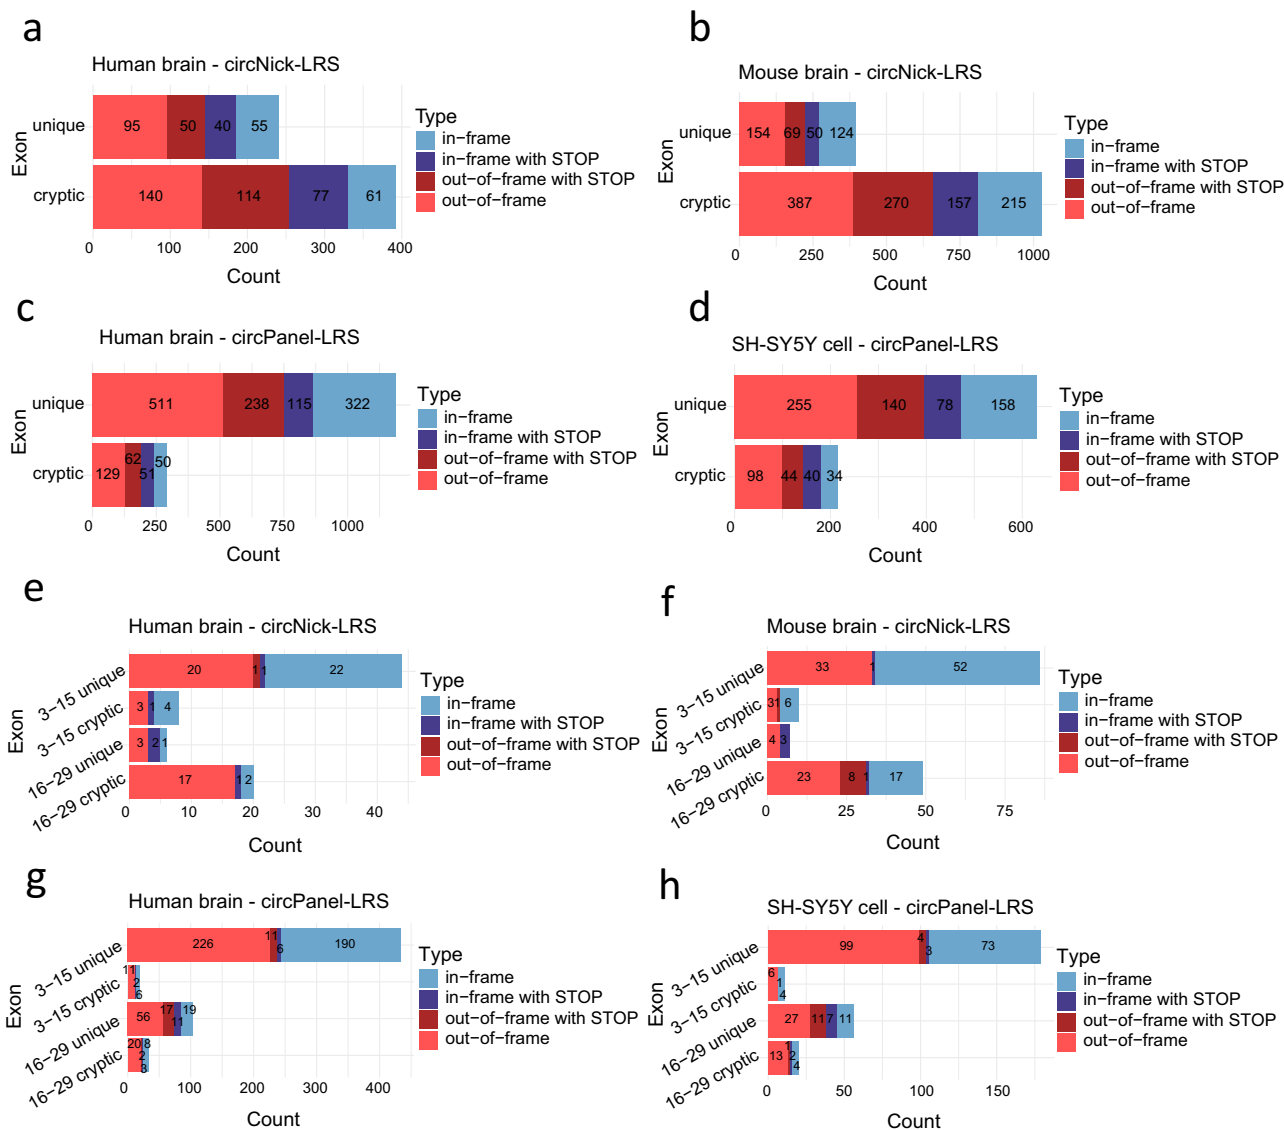 a
Human brain - circNick-LRS
Exon
unique
95 50 40 55
cryptic
140 114 77 61
0 100 200 300 400
Count
Type
in-frame
in-frame with STOP
out-of-frame with STOP
out-of-frame
b
Mouse brain - circNick-LRS
Exon
unique
154 69 50 124
cryptic
387 270 157 215
0 250 500 750 1000
Count
Type
in-frame
in-frame with STOP
out-of-frame with STOP
out-of-frame
c
Human brain - circPanel-LRS
Exon
unique
511 238 115 322
cryptic
129 62 51 50
0 250 500 750 1000
Count
Type
in-frame
in-frame with STOP
out-of-frame with STOP
out-of-frame
d
SH-SY5Y cell - circPanel-LRS
Exon
unique
255 140 78 158
cryptic
98 44 40 34
0 200 400 600
Count
Type
in-frame
in-frame with STOP
out-of-frame with STOP
out-of-frame
e
Human brain - circNick-LRS
Exon
3-15 unique
20 1 1 22
3-15 cryptic
3 1 4
16-29 unique
3 2 1
16-29 cryptic
17 1 2
0 10 20 30 40
Count
Type
in-frame
in-frame with STOP
out-of-frame with STOP
out-of-frame
f
Mouse brain - circNick-LRS
Exon
3-15 unique
33 1 52
3-15 cryptic
3 1 6
16-29 unique
4 3
16-29 cryptic
23 8 1 17
0 25 50 75
Count
Type
in-frame
in-frame with STOP
out-of-frame with STOP
out-of-frame
g
Human brain - circPanel-LRS
Exon
3-15 unique
226 11 6 190
3-15 cryptic
11 2 6
16-29 unique
56 17 11 19
16-29 cryptic
20 2 3 8
0 100 200 300 400
Count
Type
in-frame
in-frame with STOP
out-of-frame with STOP
out-of-frame
h
SH-SY5Y cell - circPanel-LRS
Exon
3-15 unique
99 4 3 73
3-15 cryptic
6 1 4
16-29 unique
27 11 7 11
16-29 cryptic
13 1 2 4
0 50 100 150
Count
Type
in-frame
in-frame with STOP
out-of-frame with STOP
out-of-frame